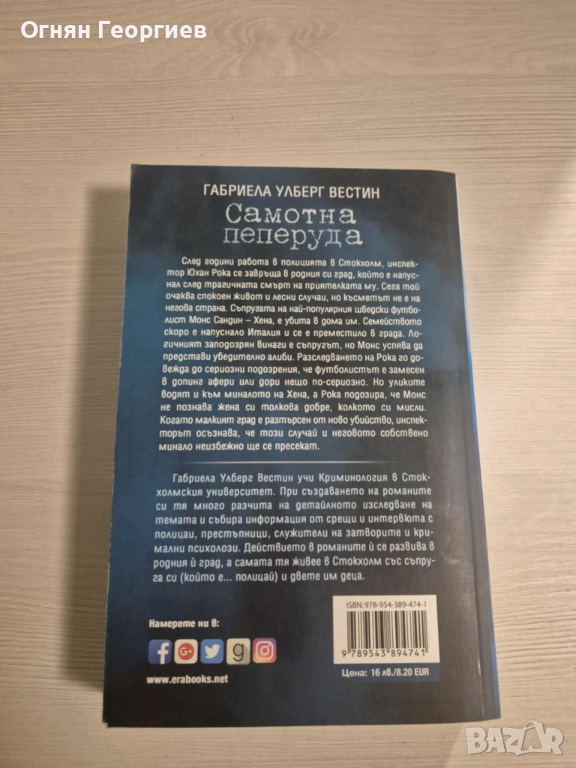 Огнян Георгиев
ГАБРИЕЛА УЛБЕРГ ВЕСТИН
Самотна
пеперуда
След години работа в полицията в Стокхолм, инспек-
тор Юхан Рока се завръща в родния си град, който е напус-
нал след трагичната смърт на приятелката му. Сега той
очаква спокоен живот и лесни случаи, но късметът не е на
негова страна. Съпругата на най-популярния шведски футбо-
лист Монс Сандин – Хена, е убита в дома им. Семейството
скоро е напуснало Италия и се е преместило в града. Ло-
гичният заподозрян винаги е съпругът, но Монс успява да
представи убедително алиби. Разследването на Рока го до-
вежда до сериозни подозрения, че футболистът е замесен
в допинг афери или дори нещо по-сериозно. Но уликите
водят и към миналото на Хена, а Рока подозира, че Монс
не познава жена си толкова добре, колкото си мисли.
Когато малкият град е разтърсен от ново убийство, инспек-
торът осъзнава, че този случай и неговото собствено
минало неизбежно ще се пресекат.
Габриела Улберг Вестин учи Криминология в Сток-
холмския университет. При създаването на романите
си тя много разчита на детайлното изследване на
темата и събира информация от срещи и интервюта с
полицаи, престъпници, служители на затворите и кри-
минални психолози. Действието в романите ѝ се развива в
родния ѝ град, а самата тя живее в Стокхолм със съпру-
га си (който е... полицай) и двете им деца.
Намерете ни в:
f G+ g
www.erabooks.net
ISBN: 978-954-389-474-1
9 789543 894741
Цена: 16 лв./8.20 EUR
BAZAR